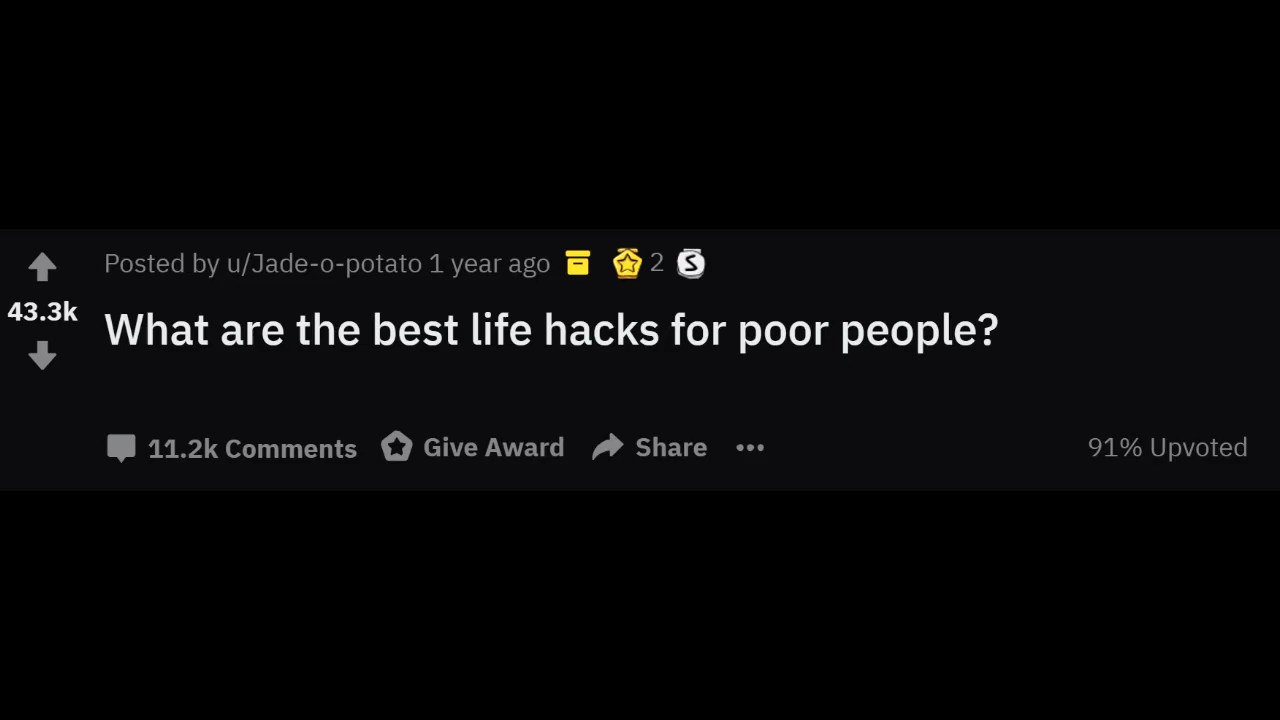 Posted by u/Jade-o-potato 1 year ago 2 S
43.3k
What are the best life hacks for poor people?
11.2k Comments Give Award Share ••• 91% Upvoted